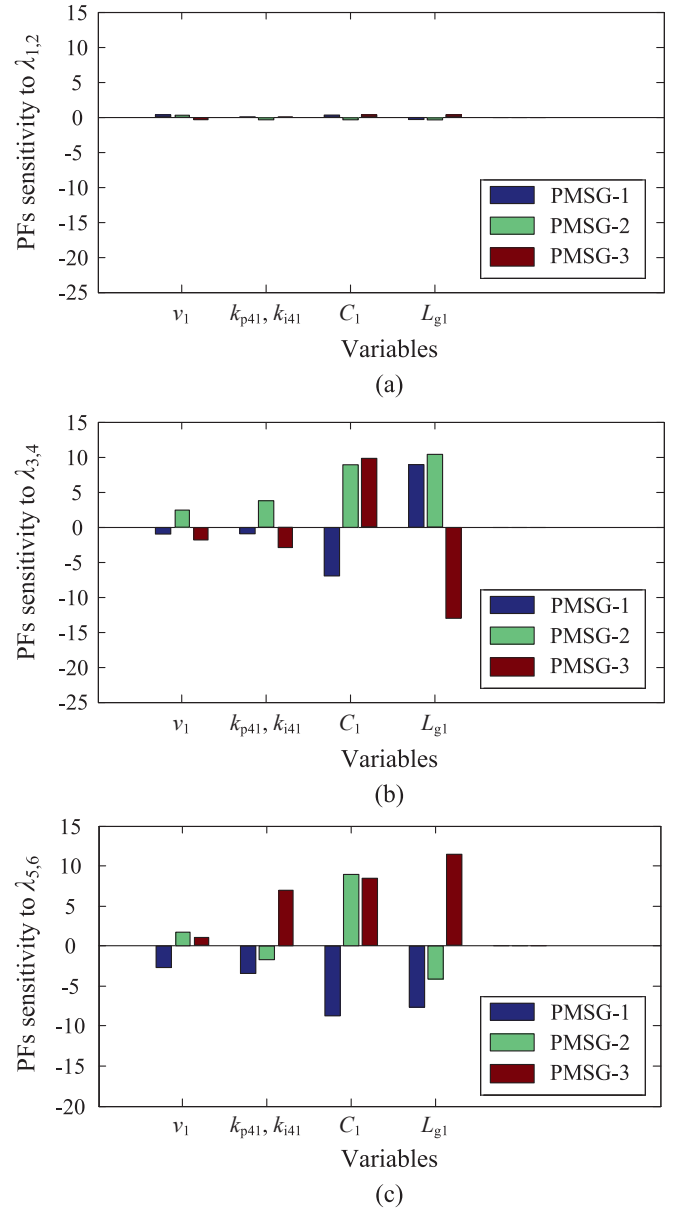 15
10
5
0
-5
-10
-15
-20
-25
PFs sensitivity to λ1,2
PMSG-1
PMSG-2
PMSG-3
v1 kp41, ki41 C1 Lg1
Variables
(a)
15
10
5
0
-5
-10
-15
-20
-25
PFs sensitivity to λ3,4
PMSG-1
PMSG-2
PMSG-3
v1 kp41, ki41 C1 Lg1
Variables
(b)
15
10
5
0
-5
-10
-15
-20
PFs sensitivity to λ5,6
PMSG-1
PMSG-2
PMSG-3
v1 kp41, ki41 C1 Lg1
Variables
(c)